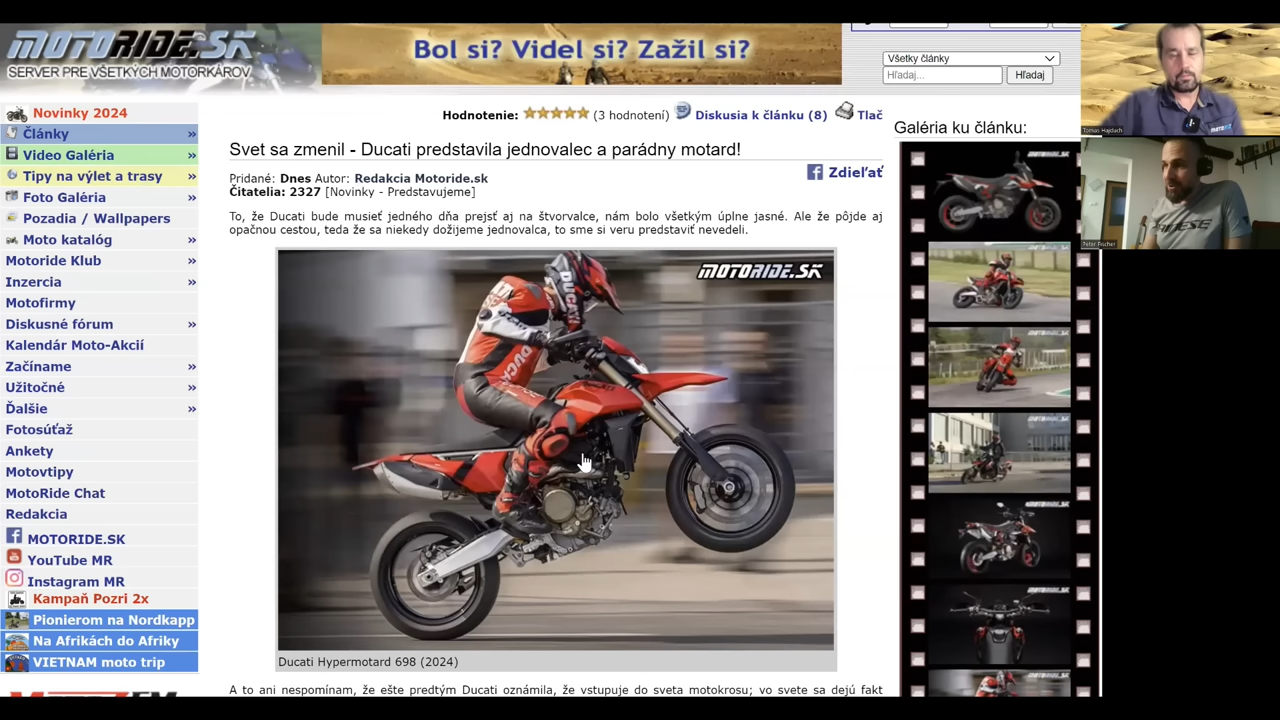 MOTORIDE.SK
SERVER PRE VŠETKÝCH MOTORKÁROV
Bol si? Videl si? Zažil si?
Všetky články
Hľadaj...
Hľadaj
Novinky 2024
Články »
Video Galéria »
Tipy na výlet a trasy »
Foto Galéria »
Pozadia / Wallpapers
Moto katalóg »
Motoride Klub »
Inzercia »
Motofirmy
Diskusné fórum »
Kalendár Moto-Akcií
Začíname »
Užitočné »
Ďalšie »
Fotosúťaž
Ankety
Motovtipy
MotoRide Chat
Redakcia
MOTORIDE.SK
YouTube MR
Instagram MR
Kampaň Pozri 2x
Pionierom na Nordkapp
Na Afrikách do Afriky
VIETNAM moto trip
Hodnotenie: (3 hodnotení) Diskusia k článku (8) Tlač
Svet sa zmenil - Ducati predstavila jednovalec a parádny motard!
Zdieľať
Pridané: Dnes Autor: Redakcia Motoride.sk
Čitatelia: 2327 [Novinky - Predstavujeme]
To, že Ducati bude musieť jedného dňa prejsť aj na štvorvalce, nám bolo všetkým úplne jasné. Ale že pôjde aj
opačnou cestou, teda že sa niekedy dožijeme jednovalca, to sme si veru predstaviť nevedeli.
MOTORIDE.SK
DUCATI
Ducati Hypermotard 698 (2024)
A to ani nespomínam, že ešte predtým Ducati oznámila, že vstupuje do sveta motokrosu; vo svete sa dejú fakt
Galéria ku článku:
Tomas Hajduch
Peter Fischer